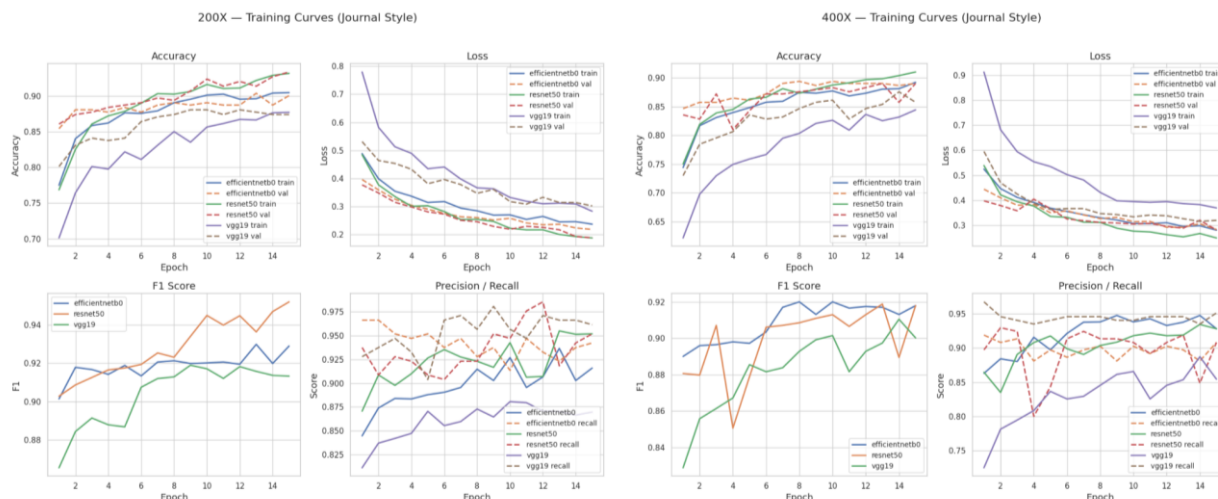 200X — Training Curves (Journal Style)
Accuracy
0.90
0.85
0.80
0.75
0.70
Accuracy
2 4 6 8 10 12 14
Epoch
efficientnetb0 train
efficientnetb0 val
resnet50 train
resnet50 val
vgg19 train
vgg19 val
Loss
0.8
0.7
0.6
0.5
0.4
0.3
0.2
Loss
2 4 6 8 10 12 14
Epoch
efficientnetb0 train
efficientnetb0 val
resnet50 train
resnet50 val
vgg19 train
vgg19 val
F1 Score
0.94
0.92
0.90
0.88
F1
2 4 6 8 10 12 14
Epoch
efficientnetb0
resnet50
vgg19
Precision / Recall
0.975
0.950
0.925
0.900
0.875
0.850
0.825
Score
2 4 6 8 10 12 14
Epoch
efficientnetb0
efficientnetb0 recall
resnet50
resnet50 recall
vgg19
vgg19 recall
400X — Training Curves (Journal Style)
Accuracy
0.90
0.85
0.80
0.75
0.70
0.65
Accuracy
2 4 6 8 10 12 14
Epoch
efficientnetb0 train
efficientnetb0 val
resnet50 train
resnet50 val
vgg19 train
vgg19 val
Loss
0.9
0.8
0.7
0.6
0.5
0.4
0.3
Loss
2 4 6 8 10 12 14
Epoch
efficientnetb0 train
efficientnetb0 val
resnet50 train
resnet50 val
vgg19 train
vgg19 val
F1 Score
0.92
0.90
0.88
0.86
0.84
F1
2 4 6 8 10 12 14
Epoch
efficientnetb0
resnet50
vgg19
Precision / Recall
0.95
0.90
0.85
0.80
0.75
Score
2 4 6 8 10 12 14
Epoch
efficientnetb0
efficientnetb0 recall
resnet50
resnet50 recall
vgg19
vgg19 recall